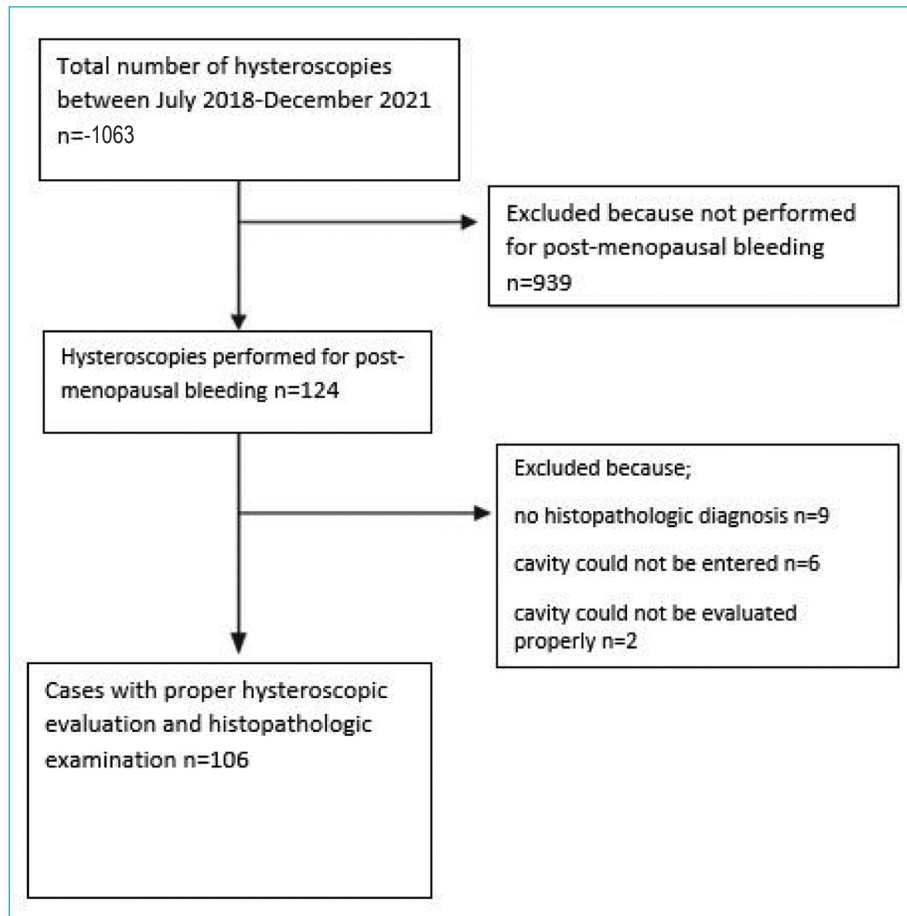 Total number of hysteroscopies
between July 2018-December 2021
n=-1063
Excluded because not performed
for post-menopausal bleeding
n=939
Hysteroscopies performed for post-
menopausal bleeding n=124
Excluded because;
no histopathologic diagnosis n=9
cavity could not be entered n=6
cavity could not be evaluated
properly n=2
Cases with proper hysteroscopic
evaluation and histopathologic
examination n=106